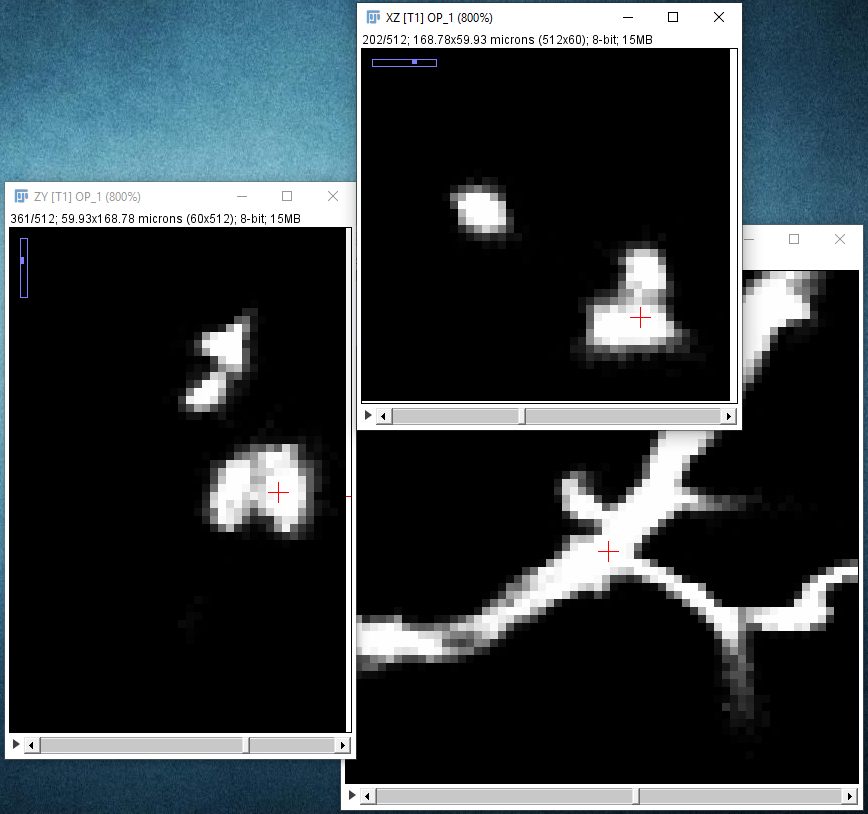 XZ [T1] OP_1 (800%)
202/512; 168.78x59.93 microns (512x60); 8-bit; 15MB
ZY [T1] OP_1 (800%)
361/512; 59.93x168.78 microns (60x512); 8-bit; 15MB